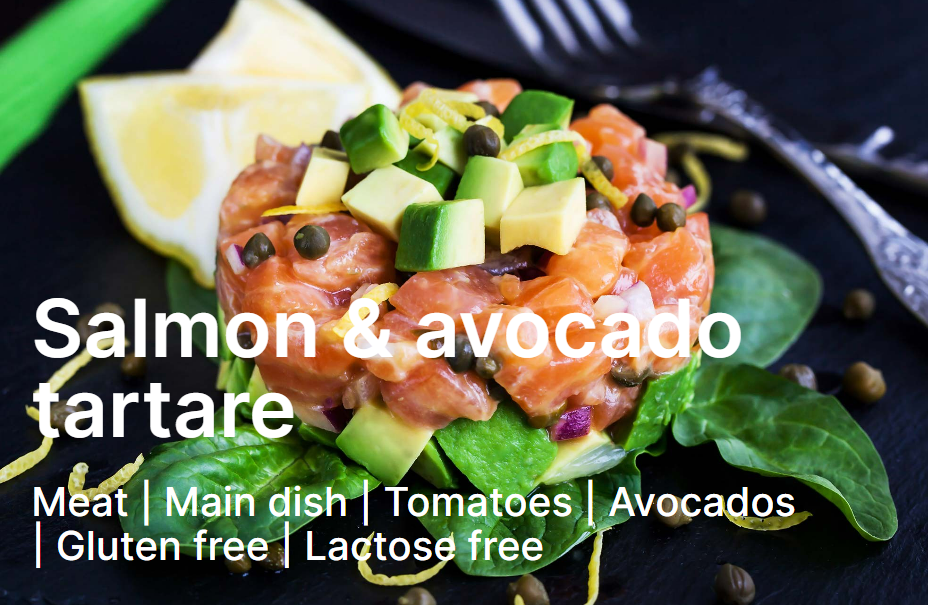 Salmon & avocado
tartare
Meat | Main dish | Tomatoes | Avocados
| Gluten free | Lactose free